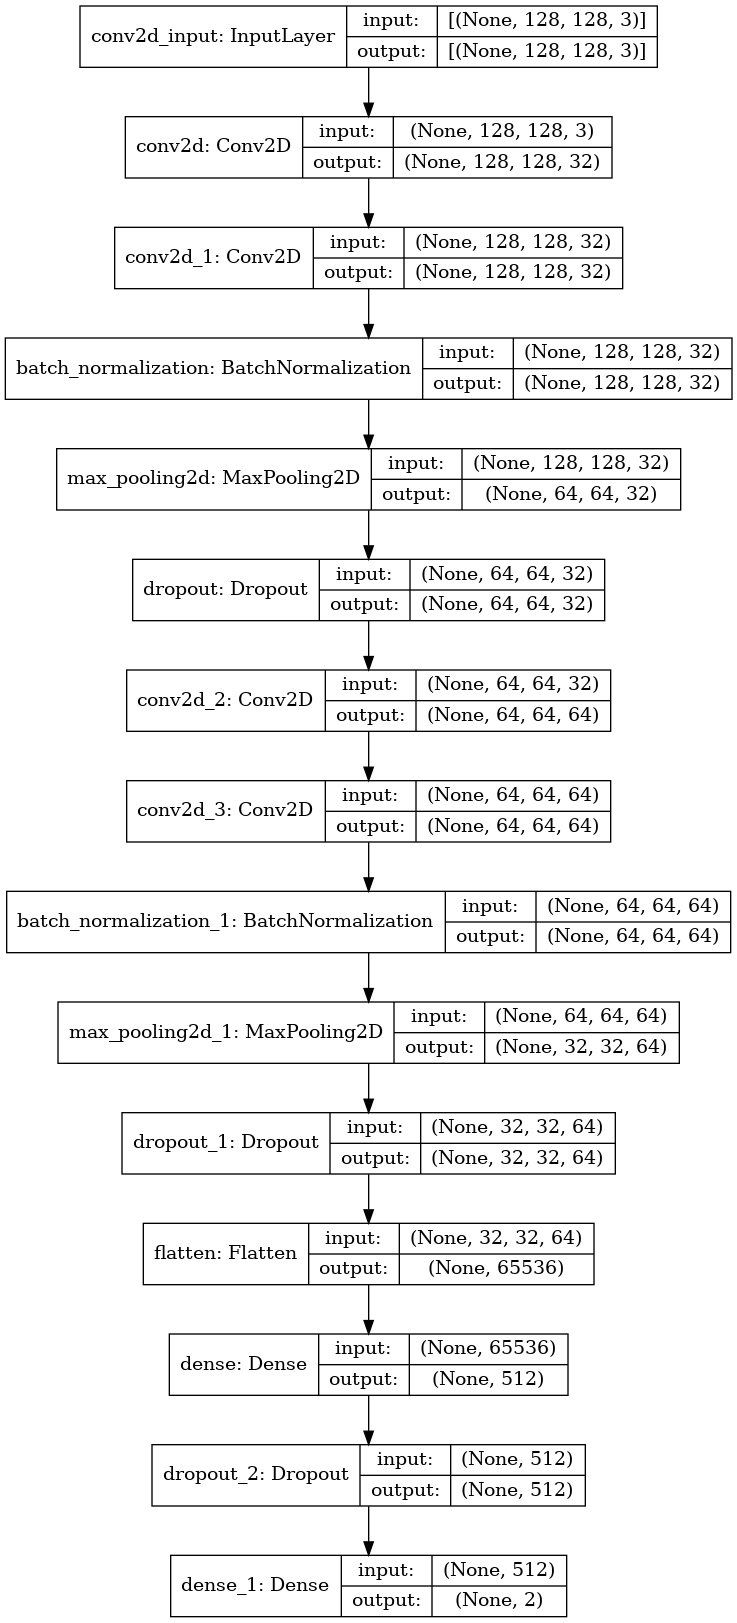 conv2d_input: InputLayer
input: [(None, 128, 128, 3)]
output: [(None, 128, 128, 3)]
conv2d: Conv2D
input: (None, 128, 128, 3)
output: (None, 128, 128, 32)
conv2d_1: Conv2D
input: (None, 128, 128, 32)
output: (None, 128, 128, 32)
batch_normalization: BatchNormalization
input: (None, 128, 128, 32)
output: (None, 128, 128, 32)
max_pooling2d: MaxPooling2D
input: (None, 128, 128, 32)
output: (None, 64, 64, 32)
dropout: Dropout
input: (None, 64, 64, 32)
output: (None, 64, 64, 32)
conv2d_2: Conv2D
input: (None, 64, 64, 32)
output: (None, 64, 64, 64)
conv2d_3: Conv2D
input: (None, 64, 64, 64)
output: (None, 64, 64, 64)
batch_normalization_1: BatchNormalization
input: (None, 64, 64, 64)
output: (None, 64, 64, 64)
max_pooling2d_1: MaxPooling2D
input: (None, 64, 64, 64)
output: (None, 32, 32, 64)
dropout_1: Dropout
input: (None, 32, 32, 64)
output: (None, 32, 32, 64)
flatten: Flatten
input: (None, 32, 32, 64)
output: (None, 65536)
dense: Dense
input: (None, 65536)
output: (None, 512)
dropout_2: Dropout
input: (None, 512)
output: (None, 512)
dense_1: Dense
input: (None, 512)
output: (None, 2)